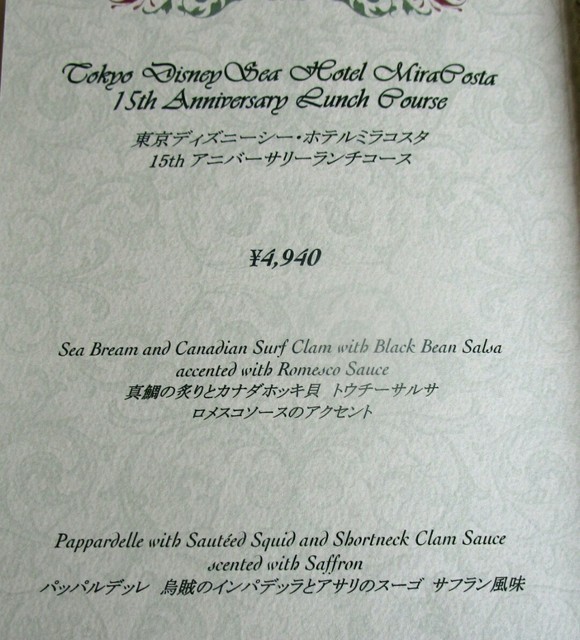 Tokyo DisneySea Hotel MiraCosta
15th Anniversary Lunch Course
東京ディズニーシー・ホテルミラコスタ
15th アニバーサリーランチコース
¥4,940
Sea Bream and Canadian Surf Clam with Black Bean Salsa
accented with Romesco Sauce
真鯛の炙りとカナダホッキ貝 トウチーサルサ
ロメスコソースのアクセント
Pappardelle with Sautéed Squid and Shortneck Clam Sauce
scented with Saffron
パッパルデッレ 烏賊のインパデッラとアサリのスーゴ サフラン風味